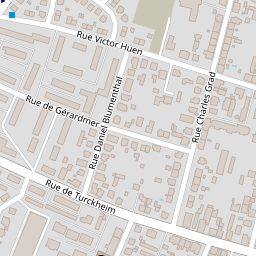 Rue Victor Huen
Rue de Gérardmer
Rue Daniel Blumenthal
Rue Charles Grad
Rue de Turckheim